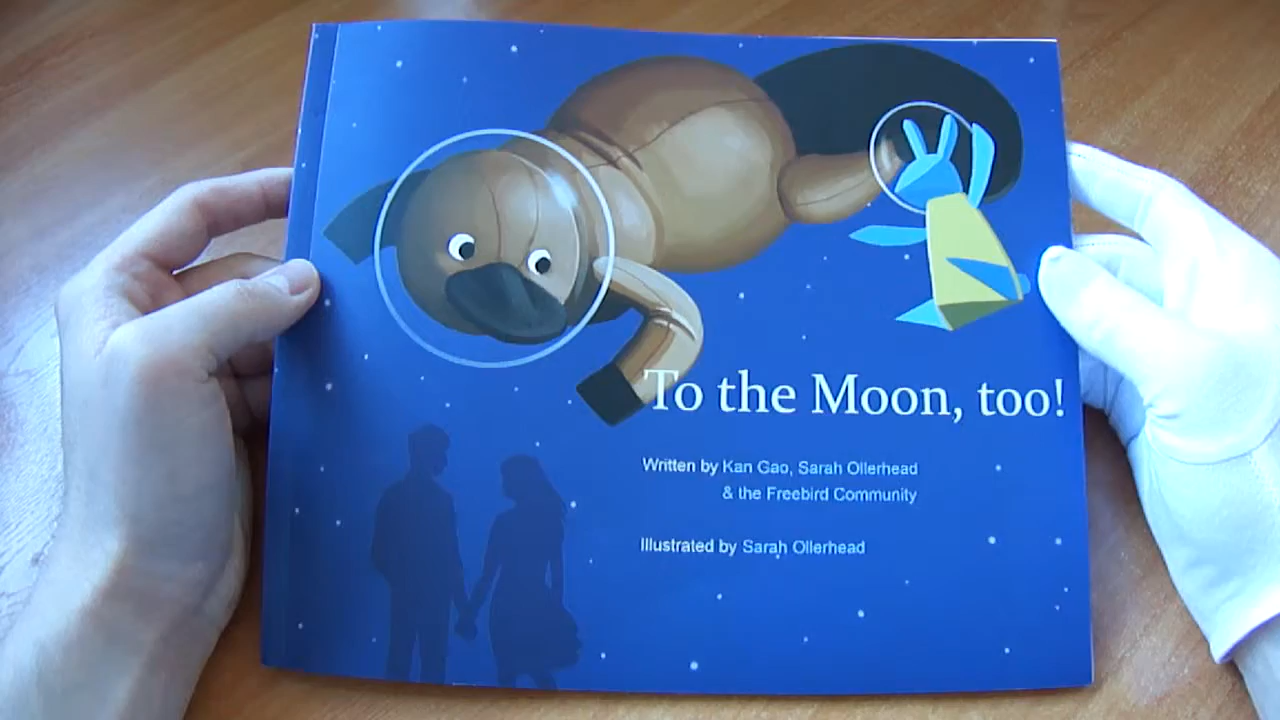 To the Moon, too!
Written by Kan Gao, Sarah Ollerhead
& the Freebird Community
Illustrated by Sarah Ollerhead